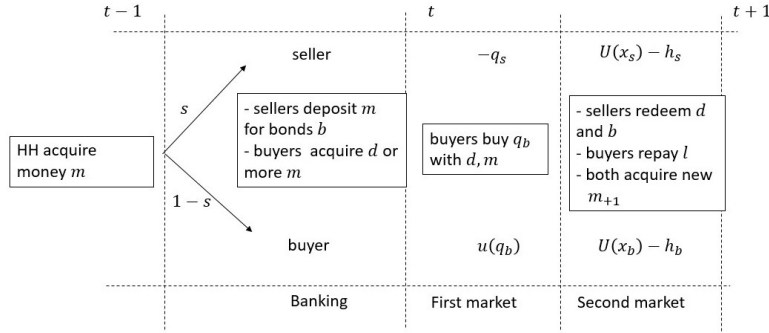 t − 1
t
t + 1
seller
−q_s
U(x_s) − h_s
s
- sellers deposit m
for bonds b
- buyers acquire d or
more m
buyers buy q_b
with d, m
- sellers redeem d
and b
- buyers repay l
- both acquire new
m_{+1}
HH acquire
money m
1 − s
buyer
u(q_b)
U(x_b) − h_b
Banking
First market
Second market